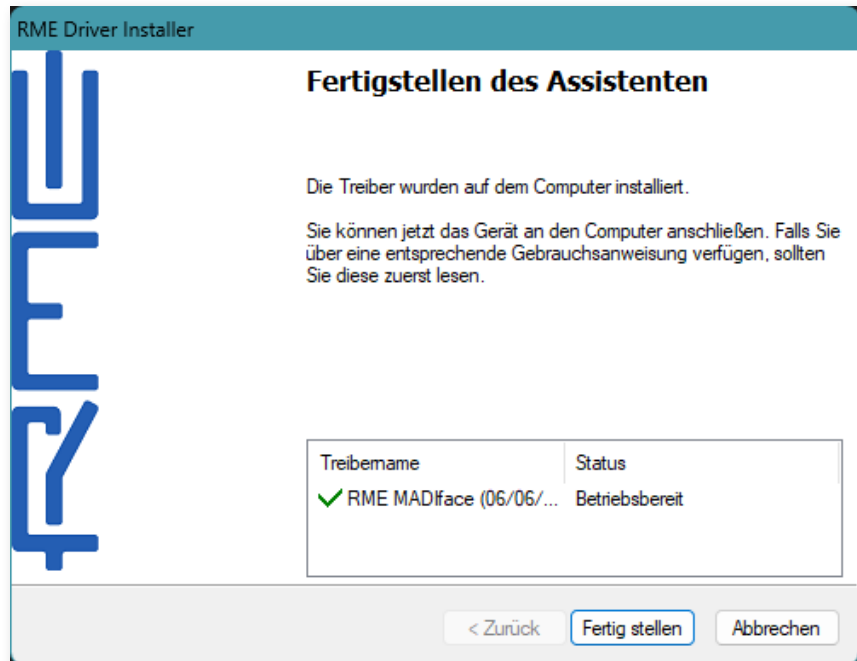 RME Driver Installer
RME
Fertigstellen des Assistenten
Die Treiber wurden auf dem Computer installiert.
Sie können jetzt das Gerät an den Computer anschließen. Falls Sie
über eine entsprechende Gebrauchsanweisung verfügen, sollten
Sie diese zuerst lesen.
Treibername Status
RME MADIface (06/06/... Betriebsbereit
< Zurück Fertig stellen Abbrechen